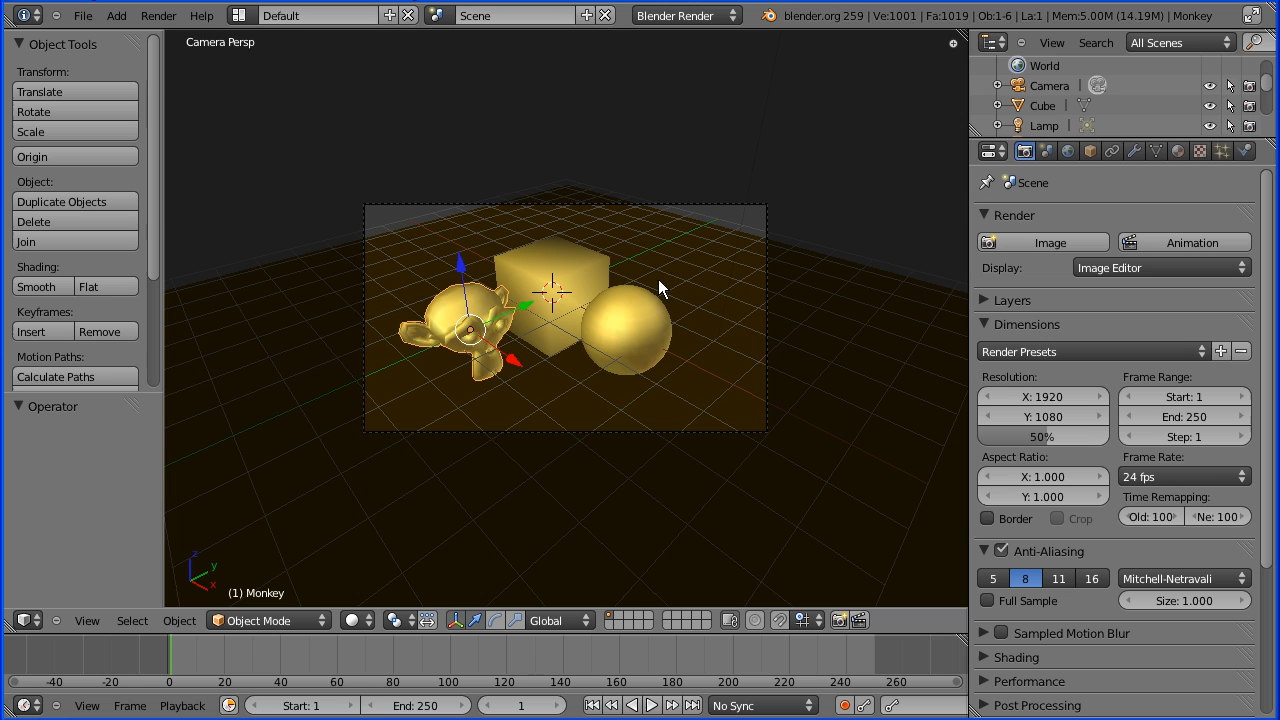 File Add Render Help Default Scene Blender Render blender.org 259 | Ve:1001 | Fa:1019 | Ob:1-6 | La:1 | Mem:5.00M (14.19M) | Monkey
Object Tools
Transform:
Translate
Rotate
Scale
Origin
Object:
Duplicate Objects
Delete
Join
Shading:
Smooth Flat
Keyframes:
Insert Remove
Motion Paths:
Calculate Paths
Operator
Camera Persp
z
y
x
(1) Monkey
View Select Object Object Mode Global
-40 -20 0 20 40 60 80 100 120 140 160 180 200 220 240 260
View Frame Playback Start: 1 End: 250 1 No Sync
View Search All Scenes
World
Camera |
Cube |
Lamp |
Scene
Render
Image Animation
Display: Image Editor
Layers
Dimensions
Render Presets
Resolution: Frame Range:
X: 1920 Start: 1
Y: 1080 End: 250
50% Step: 1
Aspect Ratio: Frame Rate:
X: 1.000 24 fps
Y: 1.000 Time Remapping:
Border Crop Old: 100 Ne: 100
Anti-Aliasing
5 8 11 16 Mitchell-Netravali
Full Sample Size: 1.000
Sampled Motion Blur
Shading
Performance
Post Processing